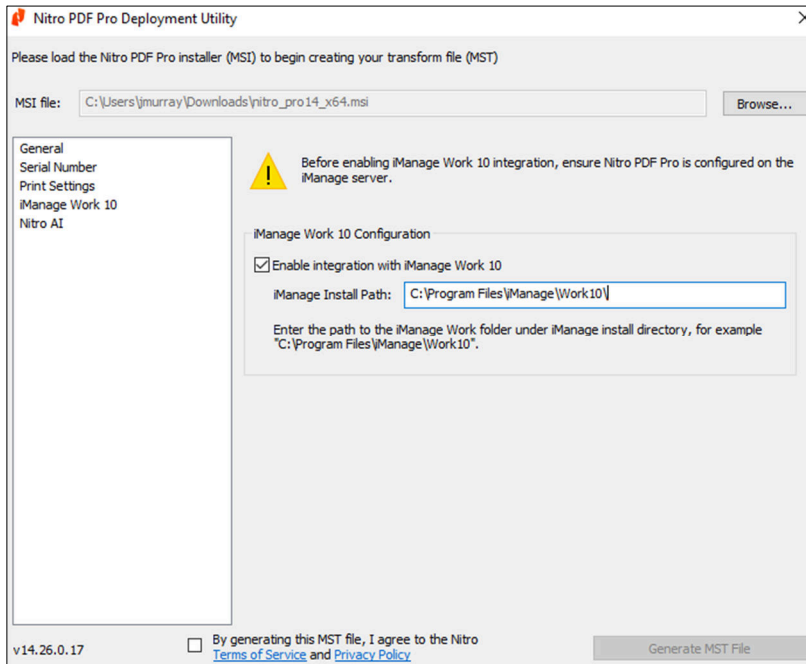 Nitro PDF Pro Deployment Utility
Please load the Nitro PDF Pro installer (MSI) to begin creating your transform file (MST)
MSI file: C:\Users\jmurray\Downloads\nitro_pro14_x64.msi Browse...
General
Serial Number
Print Settings
iManage Work 10
Nitro AI
Before enabling iManage Work 10 integration, ensure Nitro PDF Pro is configured on the
iManage server.
iManage Work 10 Configuration
Enable integration with iManage Work 10
iManage Install Path: C:\Program Files\iManage\Work10\
Enter the path to the iManage Work folder under iManage install directory, for example
"C:\Program Files\iManage\Work10".
v14.26.0.17
By generating this MST file, I agree to the Nitro
Terms of Service and Privacy Policy
Generate MST File